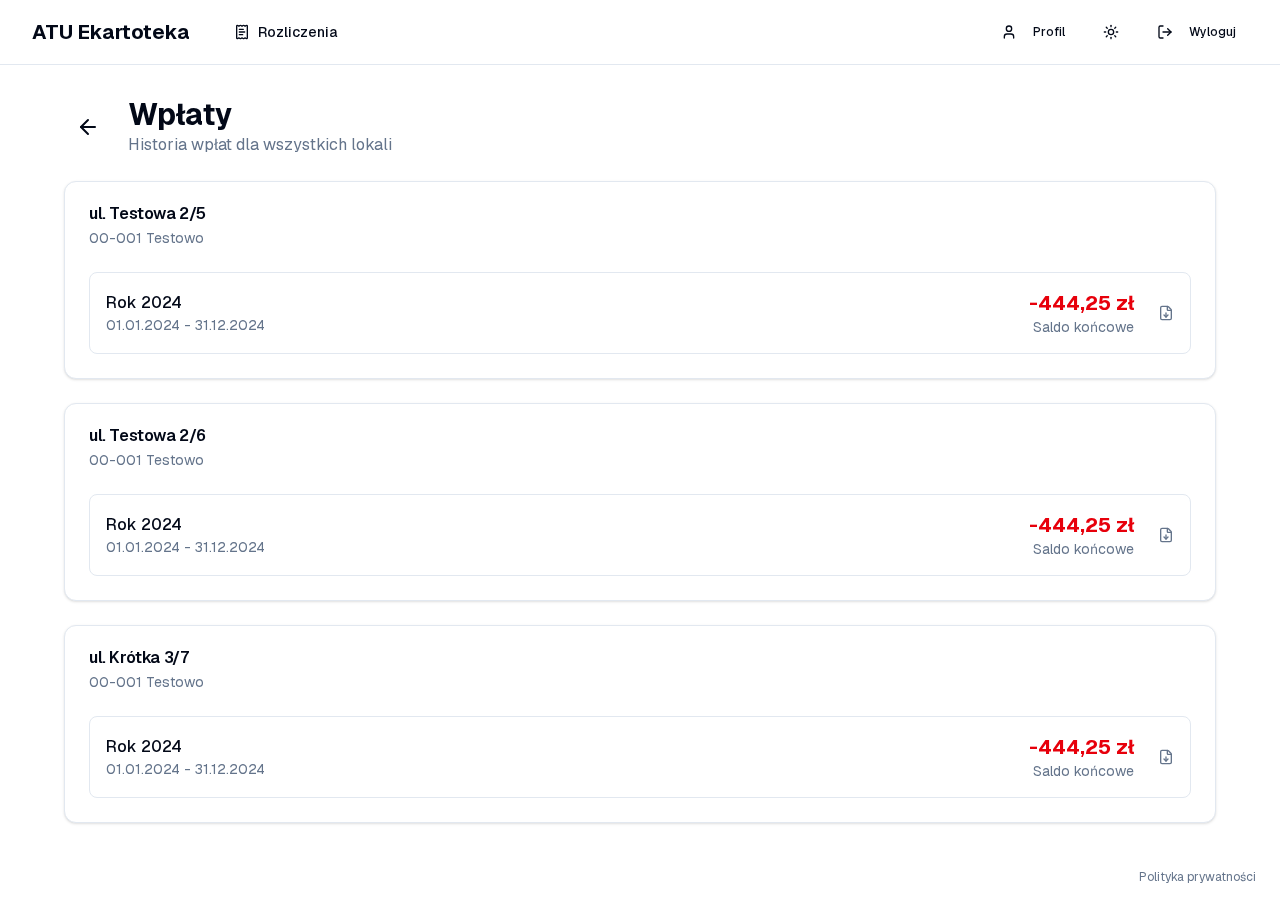 ATU Ekartoteka
Rozliczenia
Profil
Wyloguj
Wpłaty
Historia wpłat dla wszystkich lokali
ul. Testowa 2/5
00-001 Testowo
Rok 2024
01.01.2024 - 31.12.2024
-444,25 zł
Saldo końcowe
ul. Testowa 2/6
00-001 Testowo
Rok 2024
01.01.2024 - 31.12.2024
-444,25 zł
Saldo końcowe
ul. Krótka 3/7
00-001 Testowo
Rok 2024
01.01.2024 - 31.12.2024
-444,25 zł
Saldo końcowe
Polityka prywatności